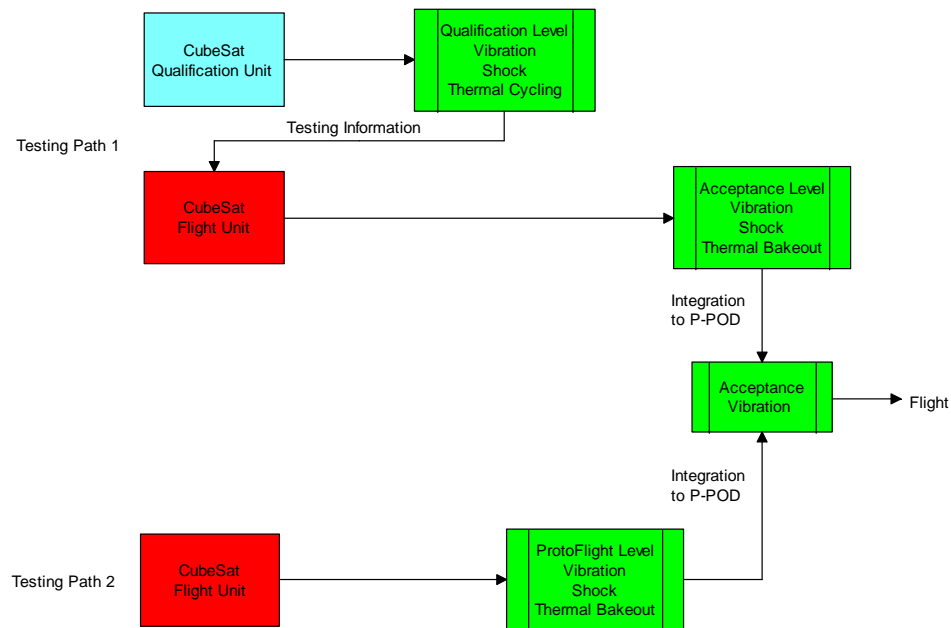 CubeSat
Qualification Unit
Qualification Level
Vibration
Shock
Thermal Cycling
Testing Information
Testing Path 1
CubeSat
Flight Unit
Acceptance Level
Vibration
Shock
Thermal Bakeout
Integration
to P-POD
Acceptance
Vibration
Flight
Integration
to P-POD
Testing Path 2
CubeSat
Flight Unit
ProtoFlight Level
Vibration
Shock
Thermal Bakeout